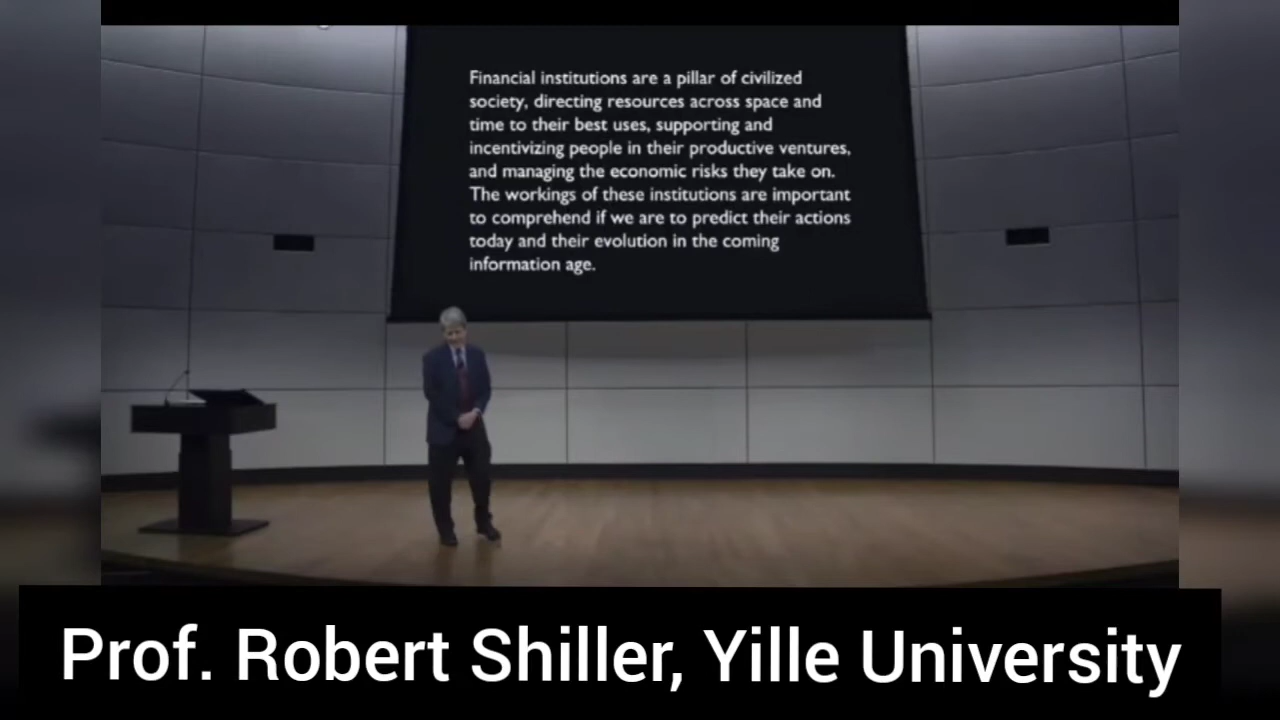 Financial institutions are a pillar of civilized
society, directing resources across space and
time to their best uses, supporting and
incentivizing people in their productive ventures,
and managing the economic risks they take on.
The workings of these institutions are important
to comprehend if we are to predict their actions
today and their evolution in the coming
information age.
Prof. Robert Shiller, Yille University